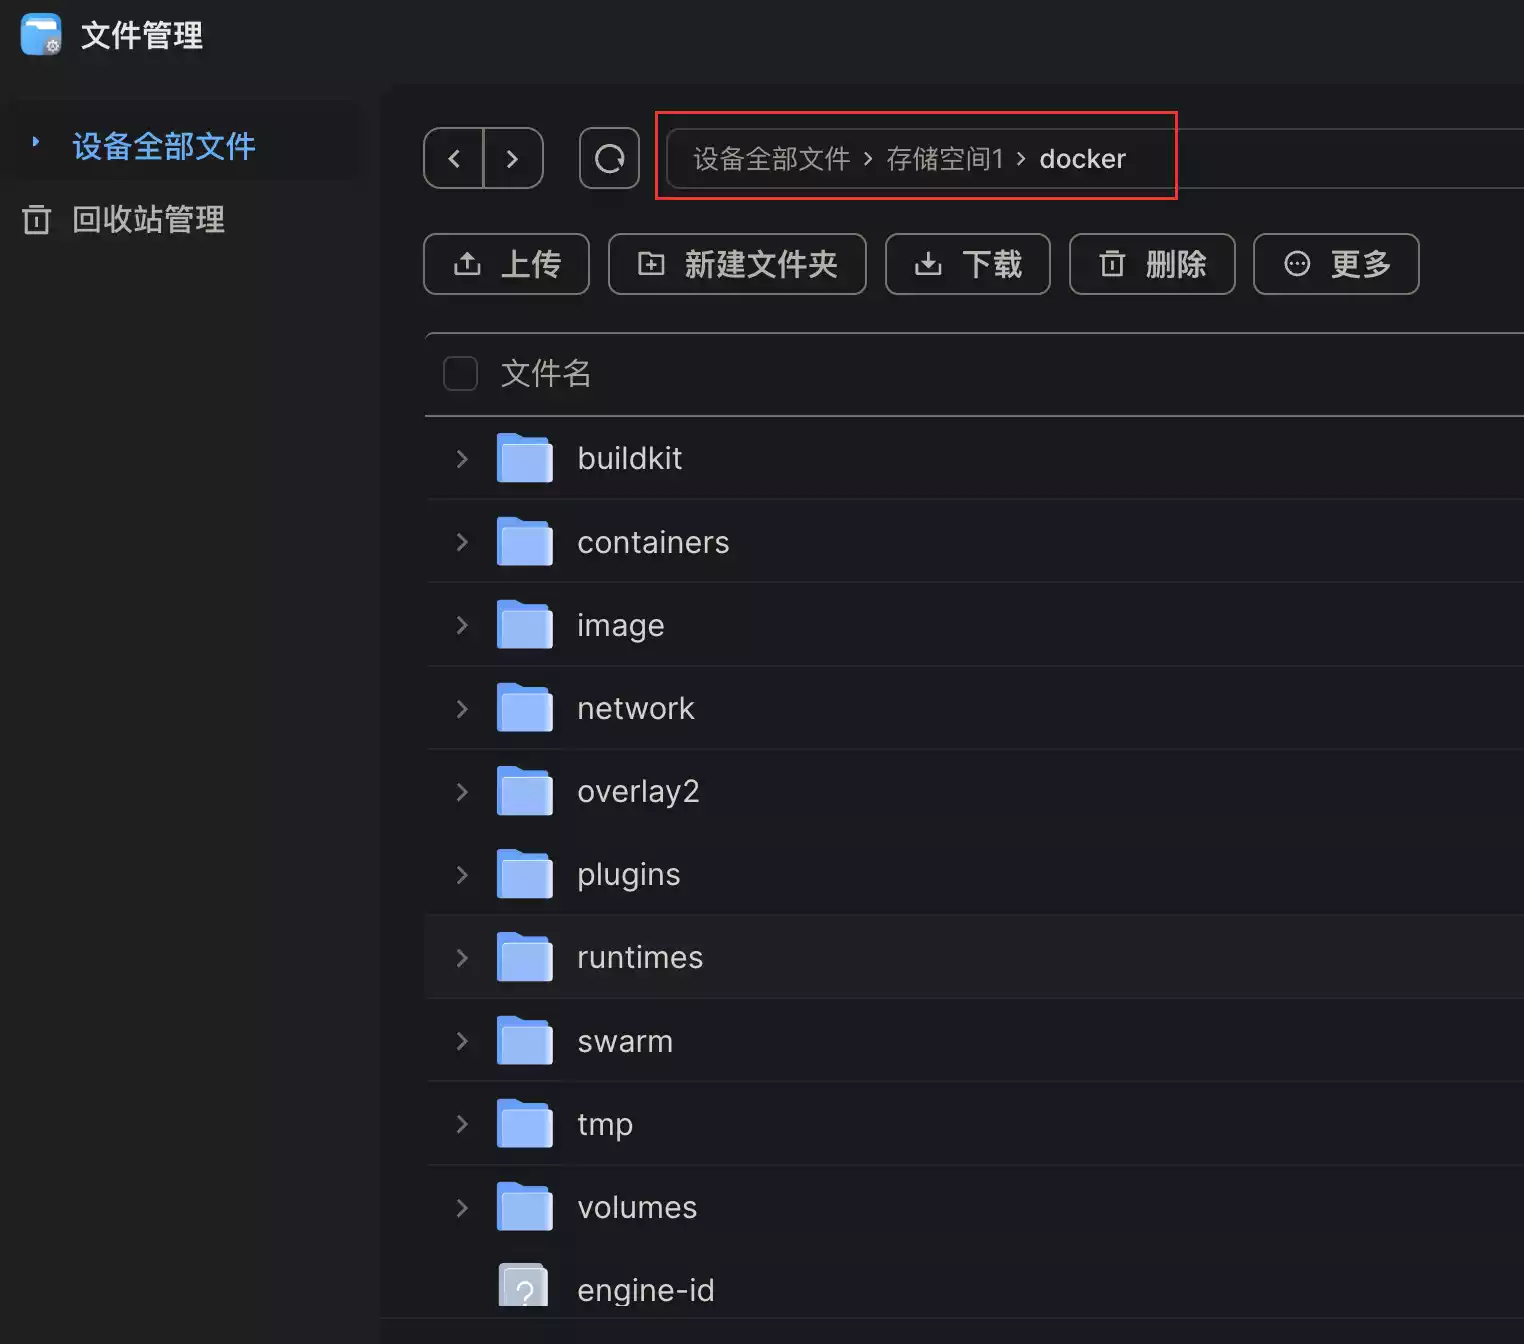 文件管理
设备全部文件
回收站管理
设备全部文件 › 存储空间1 › docker
上传 新建文件夹 下载 删除 更多
文件名
buildkit
containers
image
network
overlay2
plugins
runtimes
swarm
tmp
volumes
engine-id